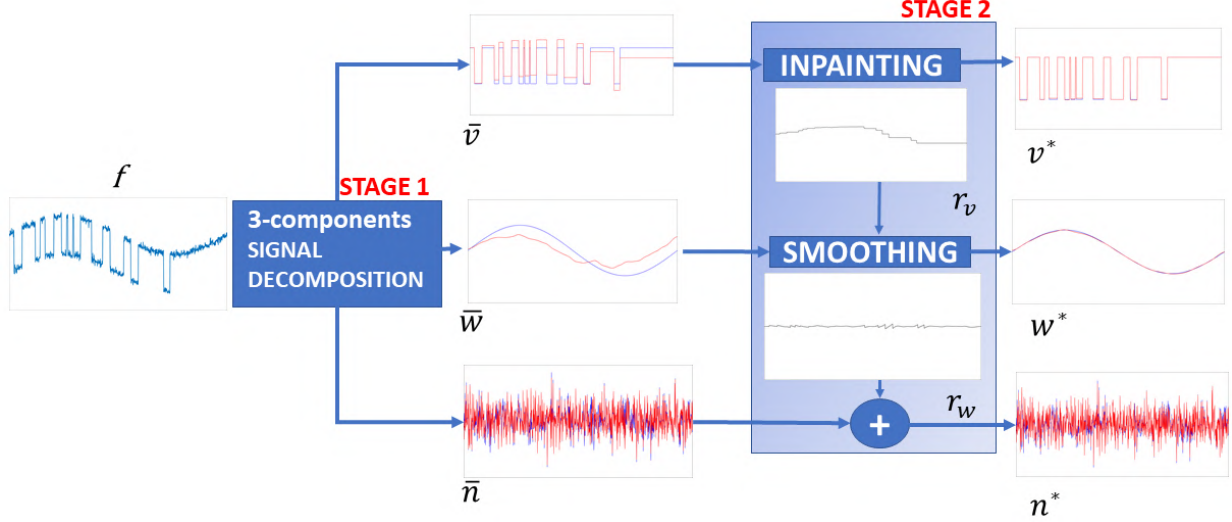 STAGE 2
INPAINTING
v̄
v*
f
STAGE 1
r_v
3-components
SIGNAL
DECOMPOSITION
SMOOTHING
w̄
w*
+
r_w
n̄
n*